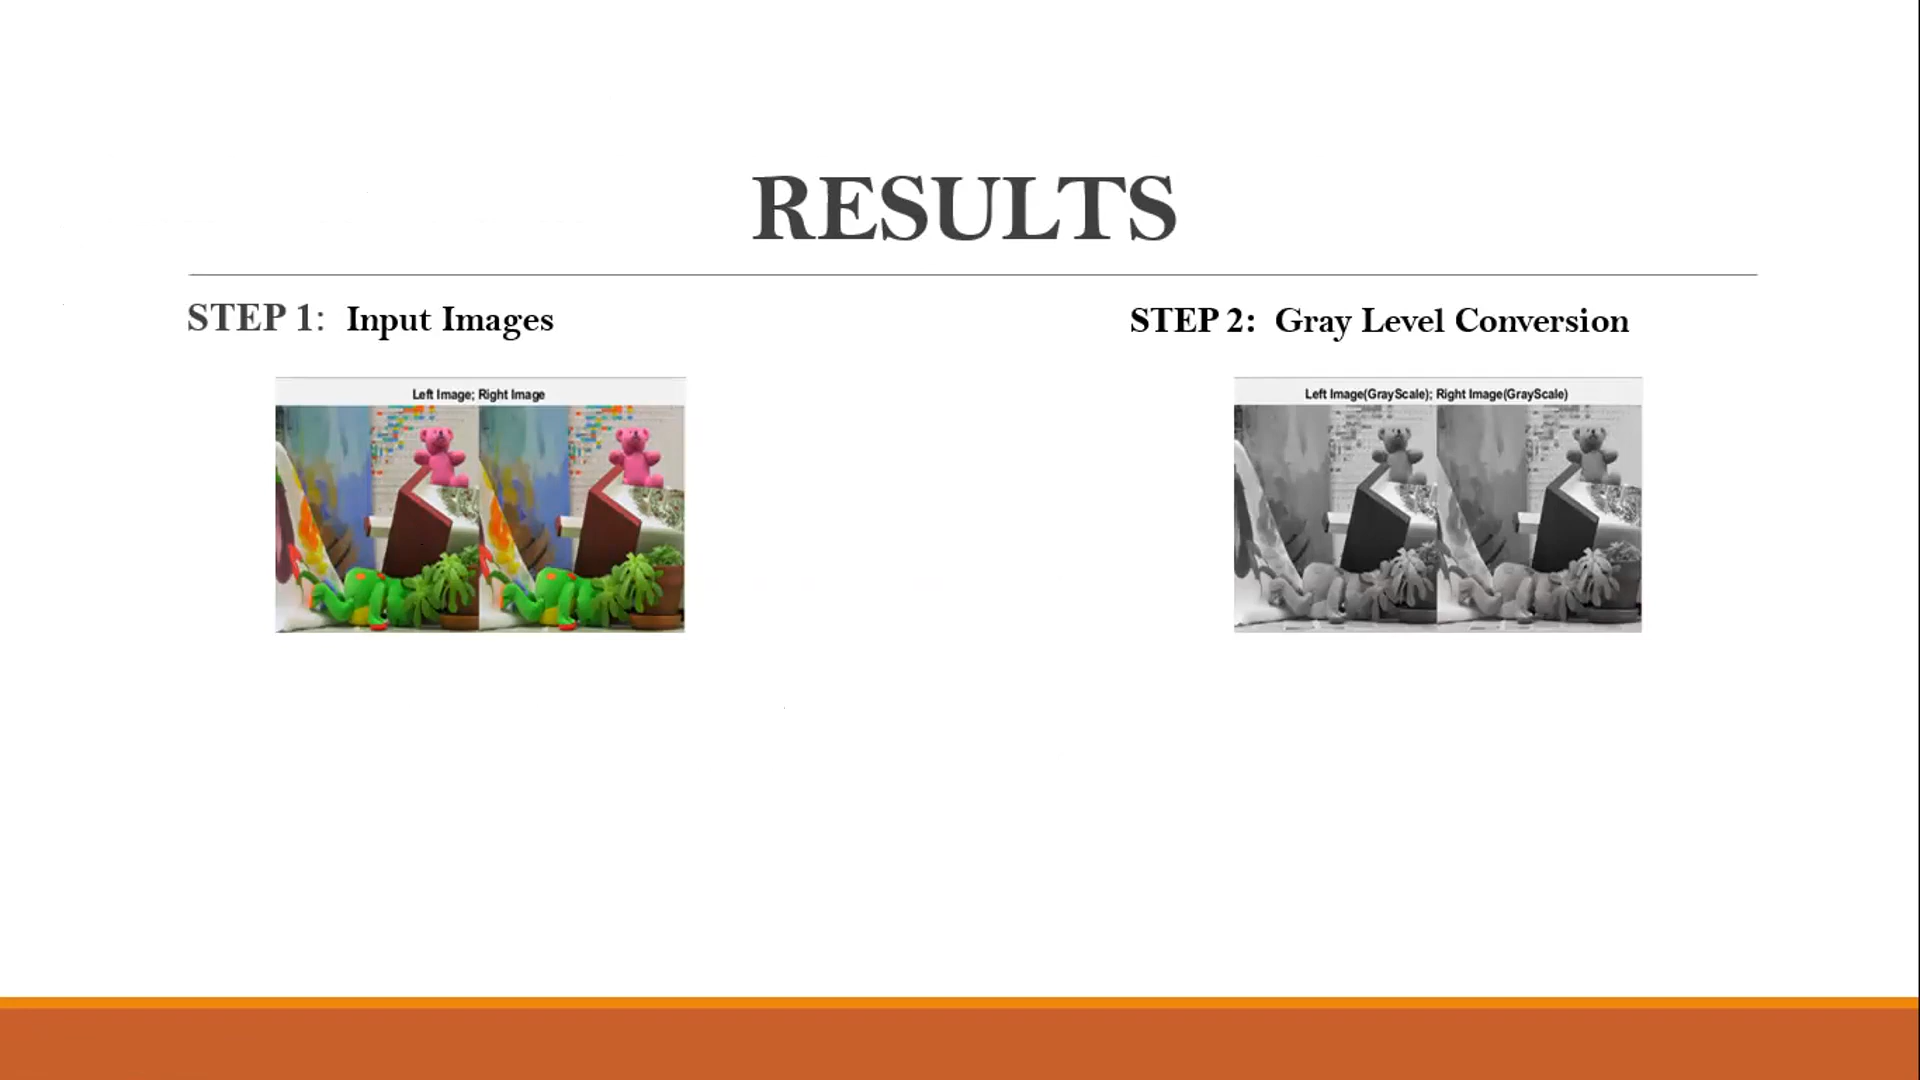 RESULTS
STEP 1: Input Images
STEP 2: Gray Level Conversion
Left Image; Right Image
Left Image(GrayScale); Right Image(GrayScale)